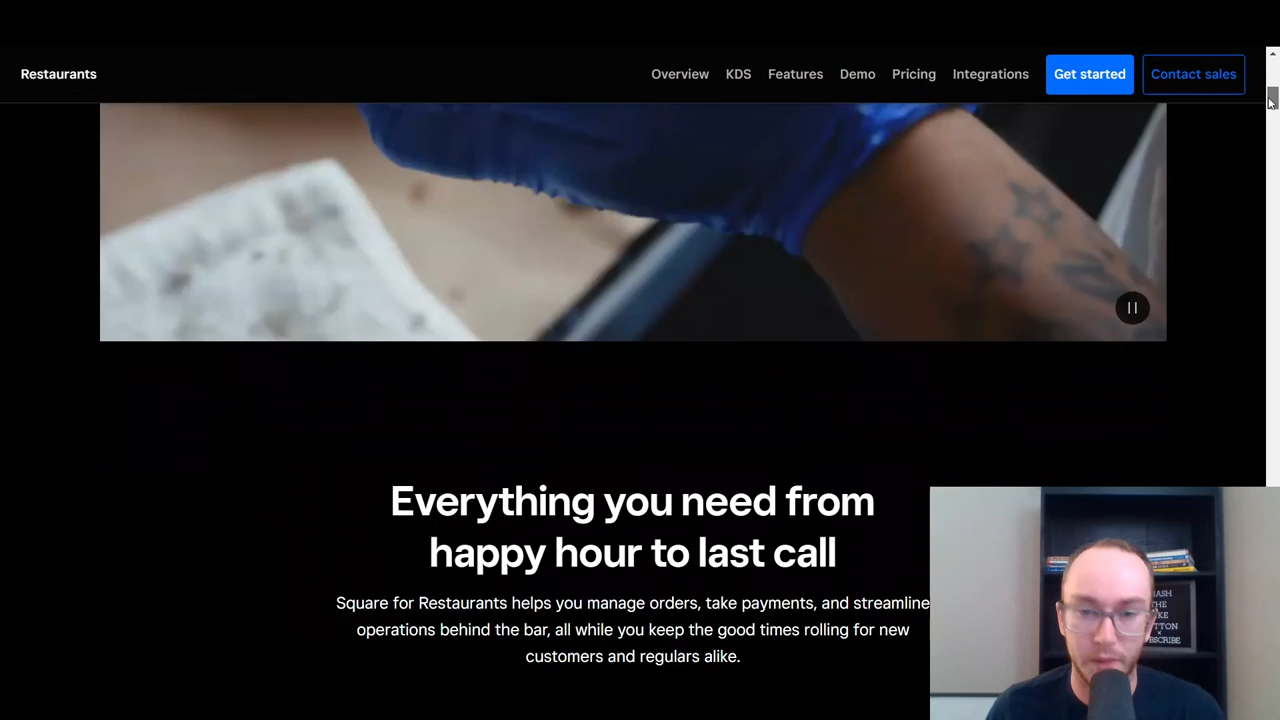 Restaurants
Overview KDS Features Demo Pricing Integrations Get started Contact sales
Everything you need from
happy hour to last call
Square for Restaurants helps you manage orders, take payments, and streamline
operations behind the bar, all while you keep the good times rolling for new
customers and regulars alike.
THE